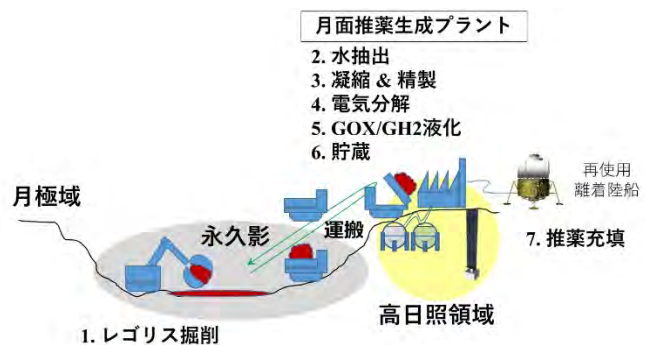 月面推薬生成プラント
2. 水抽出
3. 凝縮 & 精製
4. 電気分解
5. GOX/GH2液化
6. 貯蔵
月極域
永久影
運搬
再使用
離着陸船
7. 推薬充填
高日照領域
1. レゴリス掘削